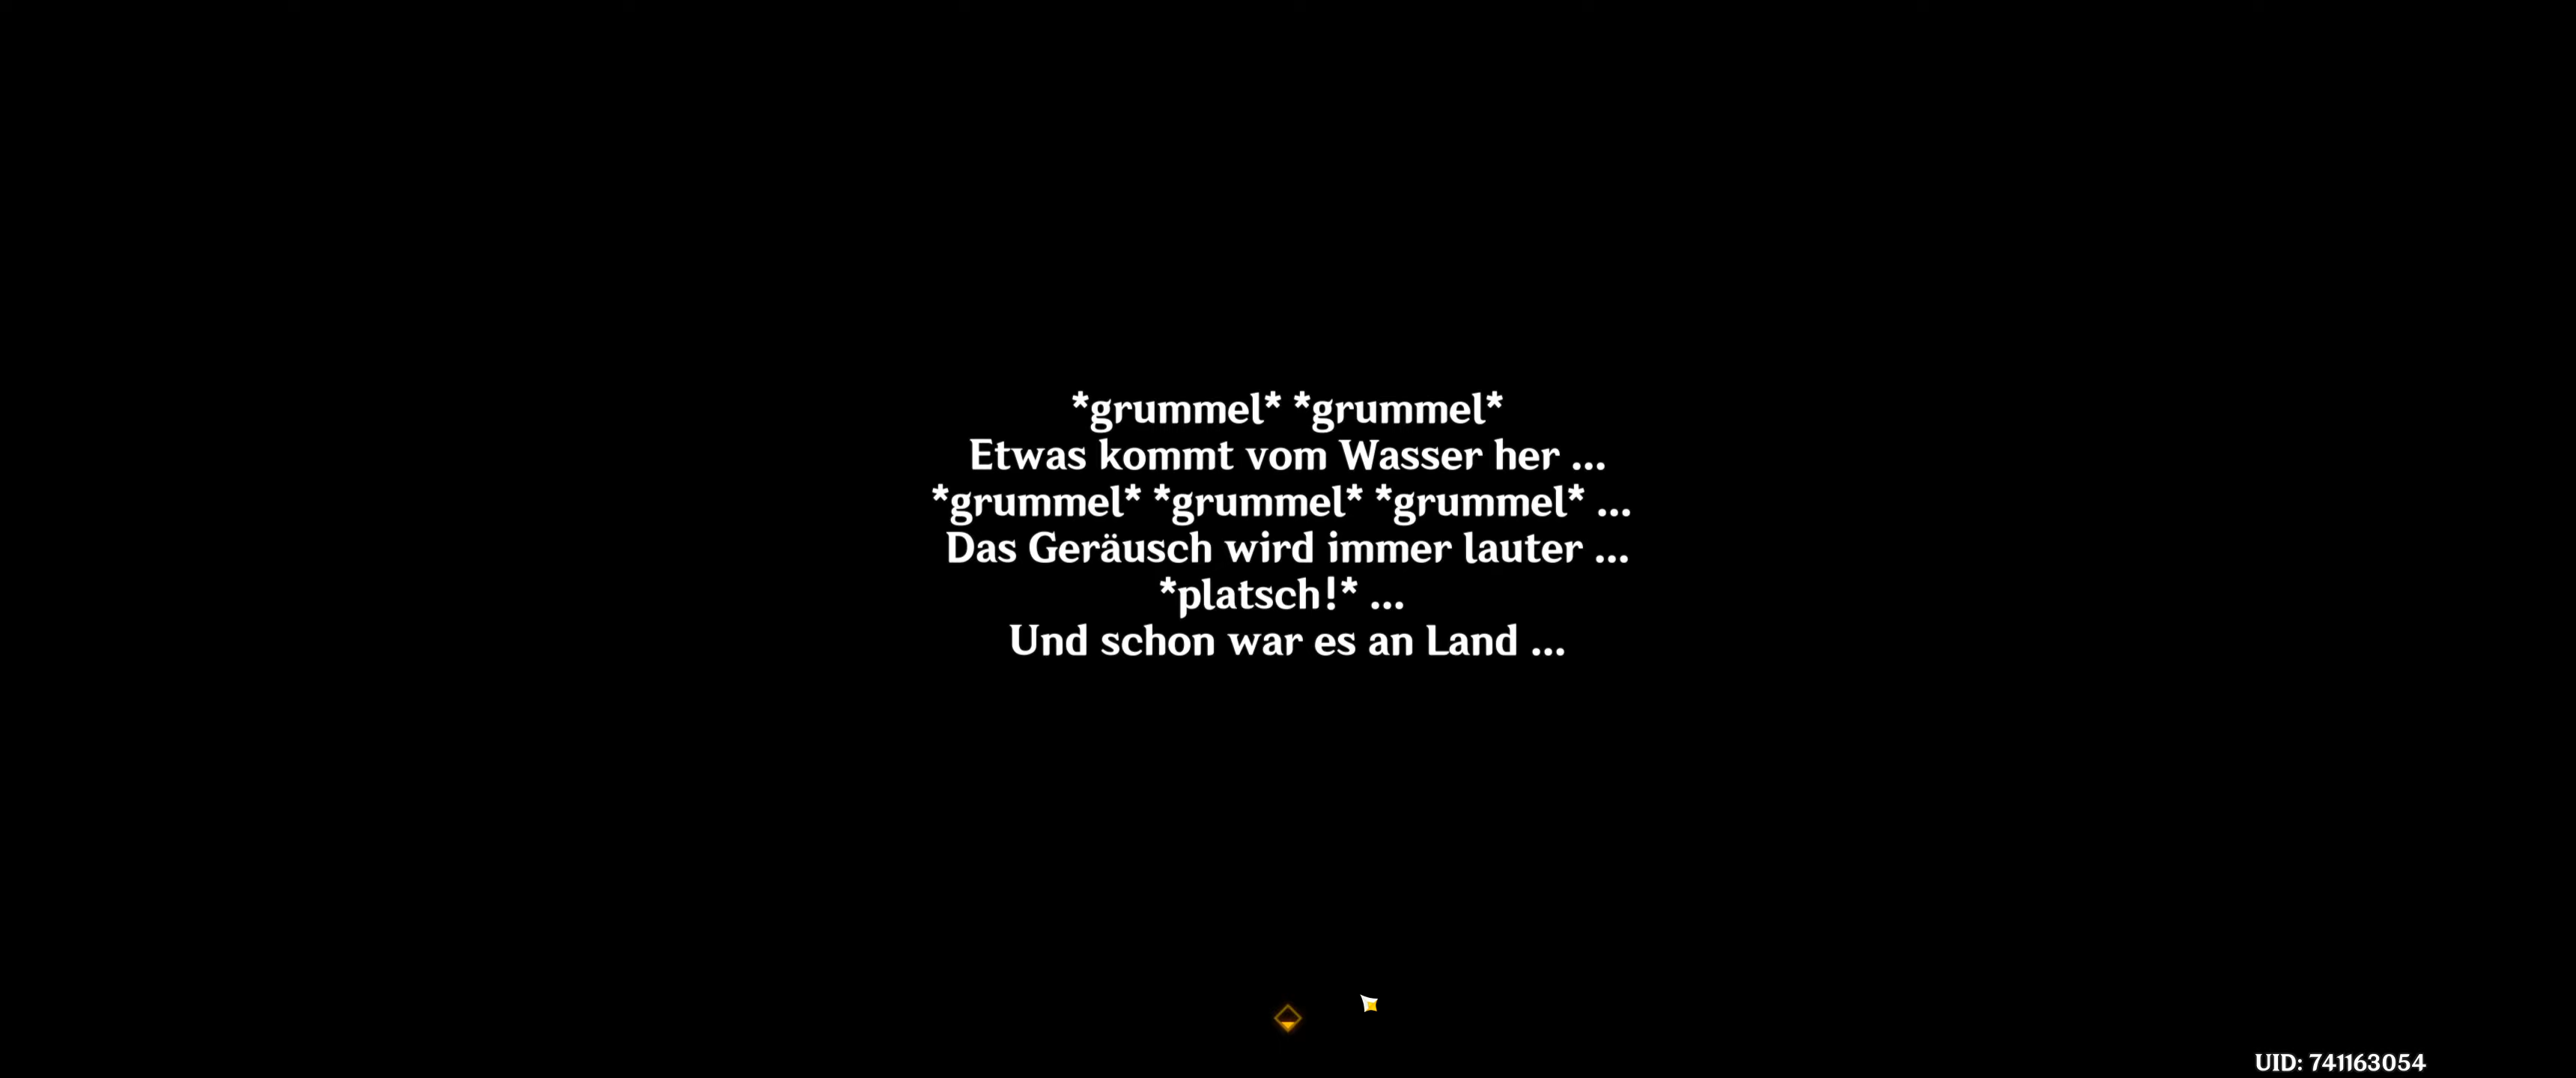 *grummel* *grummel*
Etwas kommt vom Wasser her ...
*grummel* *grummel* *grummel* ...
Das Geräusch wird immer lauter ...
*platsch!* ...
Und schon war es an Land ...
UID: 741163054